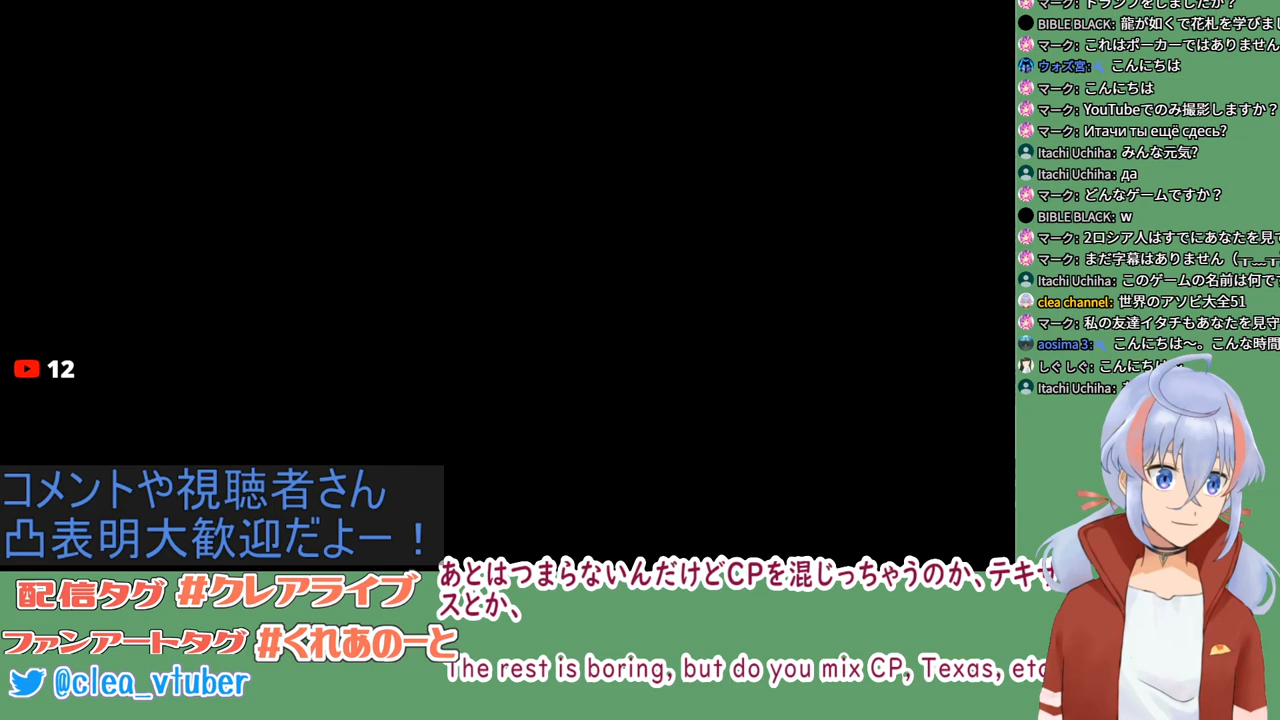 マーク: トランプをしましたか？
BIBLE BLACK: 龍が如くで花札を学びまし
マーク: これはポーカーではありません
ウォズ宮: こんにちは
マーク: こんにちは
マーク: YouTubeでのみ撮影しますか？
マーク: Итачи ты ещё сдесь?
Itachi Uchiha: みんな元気?
Itachi Uchiha: да
マーク: どんなゲームですか？
BIBLE BLACK: w
マーク: 2ロシア人はすでにあなたを見て
マーク: まだ字幕はありません（┬﹏┬
Itachi Uchiha: このゲームの名前は何で
clea channel: 世界のアソビ大全51
マーク: 私の友達イタチもあなたを見守
aosima 3: こんにちは〜。こんな時間
しぐしぐ: こんにちは
Itachi Uchiha:
12
コメントや視聴者さん
凸表明大歓迎だよー！
あとはつまらないんだけどCPを混じっちゃうのか、テキサ
スとか、
配信タグ #クレアライブ
ファンアートタグ #くれあのーと
The rest is boring, but do you mix CP, Texas, etc
@clea_vtuber